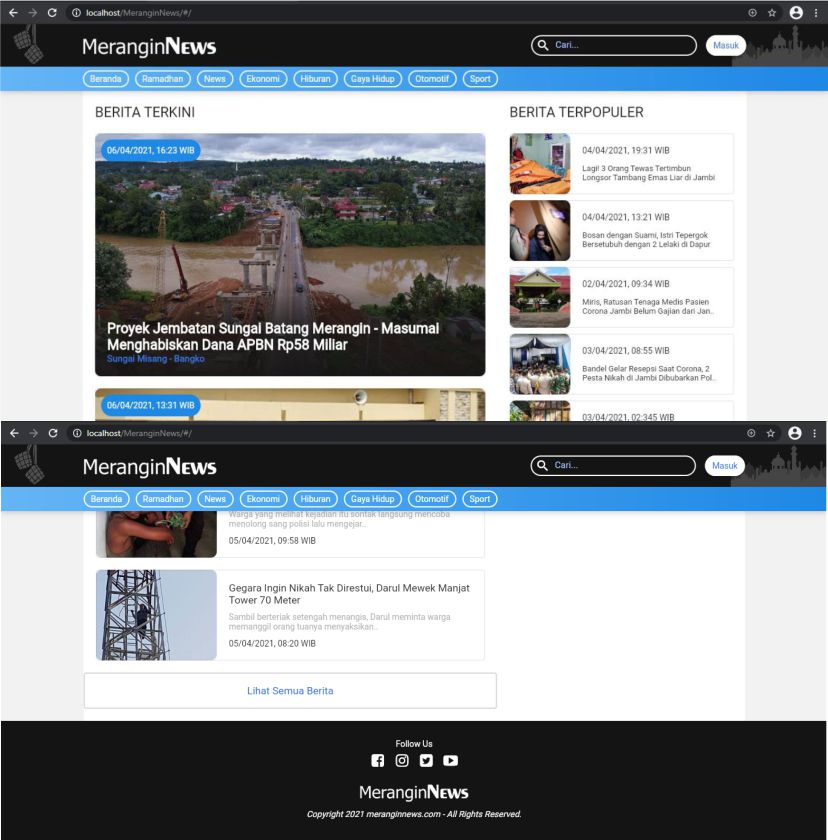 localhost/MeranginNews/#/
MeranginNews
Cari...
Masuk
Beranda
Ramadhan
News
Ekonomi
Hiburan
Gaya Hidup
Otomotif
Sport
BERITA TERKINI
06/04/2021, 16:23 WIB
Proyek Jembatan Sungai Batang Merangin - Masumai
Menghabiskan Dana APBN Rp58 Miliar
Sungai Misang - Bangko
06/04/2021, 13:31 WIB
BERITA TERPOPULER
04/04/2021, 19:31 WIB
Lagi! 3 Orang Tewas Tertimbun
Longsor Tambang Emas Liar di Jambi
04/04/2021, 13:21 WIB
Bosan dengan Suami, Istri Tepergok
Bersetubuh dengan 2 Lelaki di Dapur
02/04/2021, 09:34 WIB
Miris, Ratusan Tenaga Medis Pasien
Corona Jambi Belum Gajian dari Jan..
03/04/2021, 08:55 WIB
Bandel Gelar Resepsi Saat Corona, 2
Pesta Nikah di Jambi Dibubarkan Pol..
03/04/2021, 02:345 WIB
localhost/MeranginNews/#/
MeranginNews
Cari...
Masuk
Beranda
Ramadhan
News
Ekonomi
Hiburan
Gaya Hidup
Otomotif
Sport
Warga yang melihat kejadian itu sontak langsung mencoba
menolong sang polisi lalu mengejar..
05/04/2021, 09:58 WIB
Gegara Ingin Nikah Tak Direstui, Darul Mewek Manjat
Tower 70 Meter
Sambil berteriak setengah menangis, Darul meminta warga
memanggil orang tuanya menyaksikan..
05/04/2021, 08:20 WIB
Lihat Semua Berita
Follow Us
MeranginNews
Copyright 2021 meranginnews.com - All Rights Reserved.